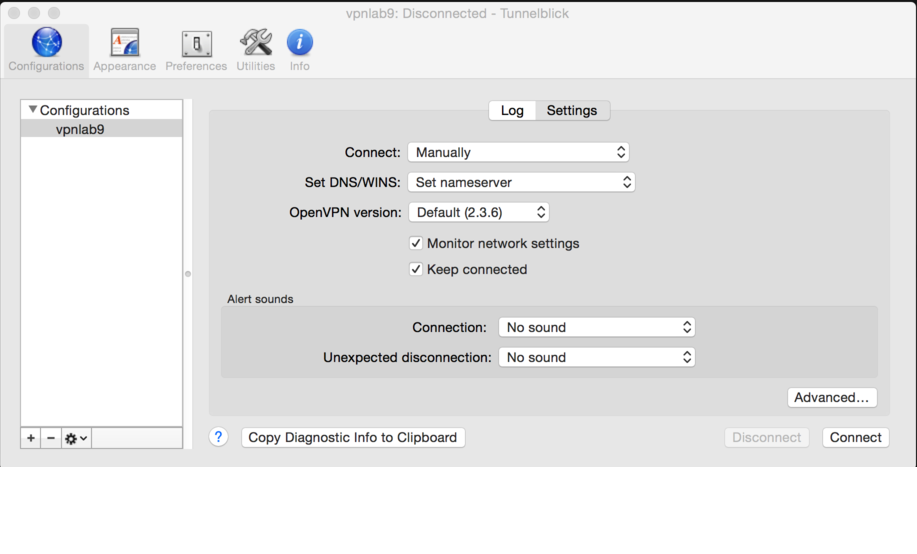 vpnlab9: Disconnected - Tunnelblick
Configurations Appearance Preferences Utilities Info
Configurations
vpnlab9
Log Settings
Connect: Manually
Set DNS/WINS: Set nameserver
OpenVPN version: Default (2.3.6)
Monitor network settings
Keep connected
Alert sounds
Connection: No sound
Unexpected disconnection: No sound
Advanced...
+ - ? Copy Diagnostic Info to Clipboard Disconnect Connect